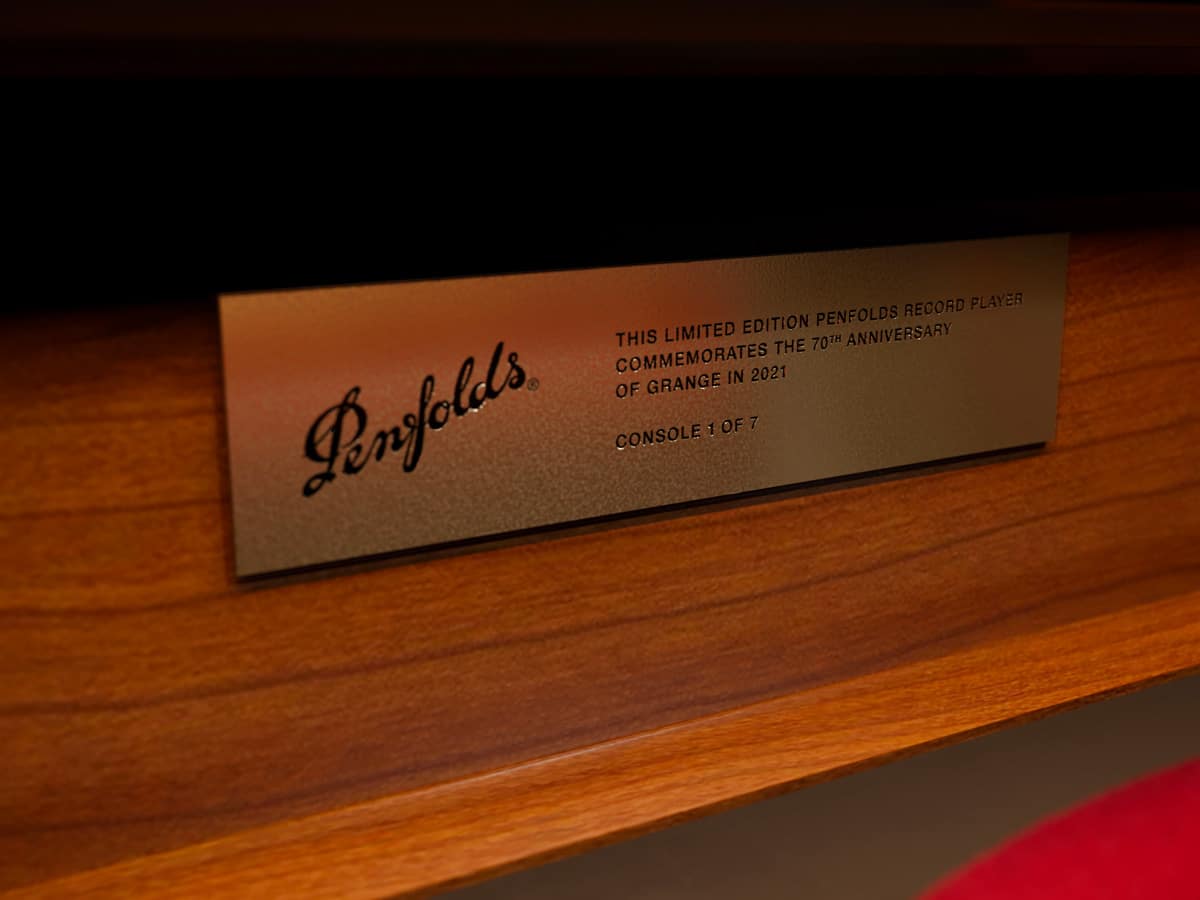 Penfolds®
THIS LIMITED EDITION PENFOLDS RECORD PLAYER
COMMEMORATES THE 70TH ANNIVERSARY
OF GRANGE IN 2021
CONSOLE 1 OF 7